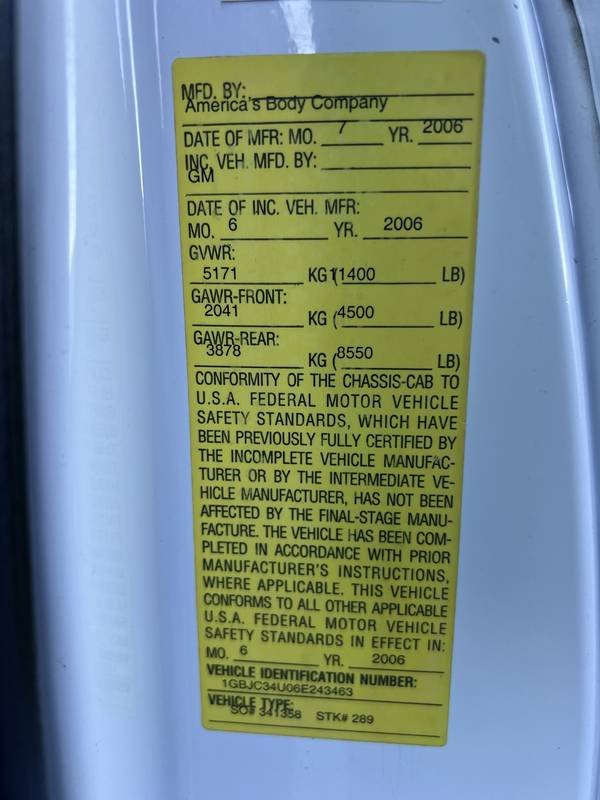 MFD. BY:
America's Body Company
DATE OF MFR: MO. 7 YR. 2006
INC. VEH. MFD. BY:
GM
DATE OF INC. VEH. MFR:
MO. 6 YR. 2006
GVWR:
5171 KG (11400 LB)
GAWR-FRONT:
2041 KG (4500 LB)
GAWR-REAR:
3878 KG (8550 LB)
CONFORMITY OF THE CHASSIS-CAB TO
U.S.A. FEDERAL MOTOR VEHICLE
SAFETY STANDARDS, WHICH HAVE
BEEN PREVIOUSLY FULLY CERTIFIED BY
THE INCOMPLETE VEHICLE MANUFAC-
TURER OR BY THE INTERMEDIATE VE-
HICLE MANUFACTURER, HAS NOT BEEN
AFFECTED BY THE FINAL-STAGE MANU-
FACTURE. THE VEHICLE HAS BEEN COM-
PLETED IN ACCORDANCE WITH PRIOR
MANUFACTURER'S INSTRUCTIONS,
WHERE APPLICABLE. THIS VEHICLE
CONFORMS TO ALL OTHER APPLICABLE
U.S.A. FEDERAL MOTOR VEHICLE
SAFETY STANDARDS IN EFFECT IN:
MO. 6 YR. 2006
VEHICLE IDENTIFICATION NUMBER:
1GBJC34U06E243463
VEHICLE TYPE:
SO# 341358 STK# 289